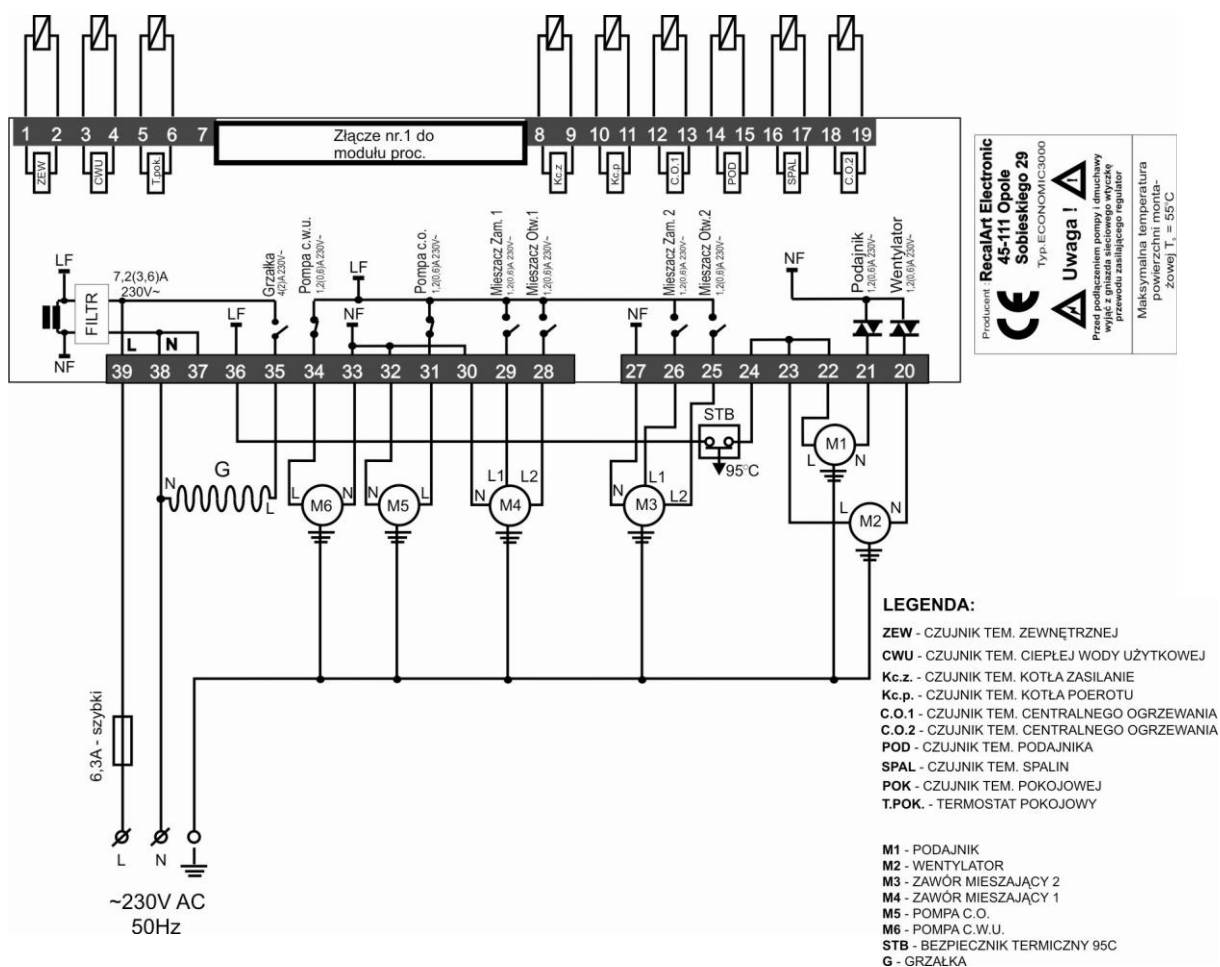 1 2 3 4 5 6 7
Złącze nr.1 do
modułu proc.
8 9 10 11 12 13 14 15 16 17 18 19
ZEW
CWU
T.pok.
Kc.z
Kc.p
C.O.1
POD
SPAL
C.O.2
LF
7,2(3,6)A
230V~
FILTR
NF
L
N
LF
Grzałka
4(2)A 230V~
Pompa c.w.u.
1,2(0,6)A 230V~
LF
NF
Pompa c.o.
1,2(0,6)A 230V~
Mieszacz Zam. 1
1,2(0,6)A 230V~
Mieszacz Otw.1
1,2(0,6)A 230V~
NF
Mieszacz Zam. 2
1,2(0,6)A 230V~
Mieszacz Otw.2
1,2(0,6)A 230V~
NF
Podajnik
1,2(0,6)A 230V~
Wentylator
1,2(0,6)A 230V~
39 38 37 36 35 34 33 32 31 30 29 28
27 26 25 24 23 22 21 20
Producent :
RecalArt Electronic
45-111 Opole
Sobieskiego 29
Typ.ECONOMIC3000
CE
Uwaga !
Przed podłączeniem pompy i dmuchawy
wyjąć z gniazda sieciowego wtyczkę
przewodu zasilającego regulator
Maksymalna temperatura
powierzchni monta-
żowej Ts = 55°C
STB
95°C
G
N
L
L M6 N
N M5 L
L1 L2
N M4
L1
N M3 L2
L M1 N
L M2 N
6,3A - szybki
L
N
~230V AC
50Hz
LEGENDA:
ZEW - CZUJNIK TEM. ZEWNĘTRZNEJ
CWU - CZUJNIK TEM. CIEPŁEJ WODY UŻYTKOWEJ
Kc.z. - CZUJNIK TEM. KOTŁA ZASILANIE
Kc.p. - CZUJNIK TEM. KOTŁA POEROTU
C.O.1 - CZUJNIK TEM. CENTRALNEGO OGRZEWANIA
C.O.2 - CZUJNIK TEM. CENTRALNEGO OGRZEWANIA
POD - CZUJNIK TEM. PODAJNIKA
SPAL - CZUJNIK TEM. SPALIN
POK - CZUJNIK TEM. POKOJOWEJ
T.POK. - TERMOSTAT POKOJOWY
M1 - PODAJNIK
M2 - WENTYLATOR
M3 - ZAWÓR MIESZAJĄCY 2
M4 - ZAWÓR MIESZAJĄCY 1
M5 - POMPA C.O.
M6 - POMPA C.W.U.
STB - BEZPIECZNIK TERMICZNY 95C
G - GRZAŁKA